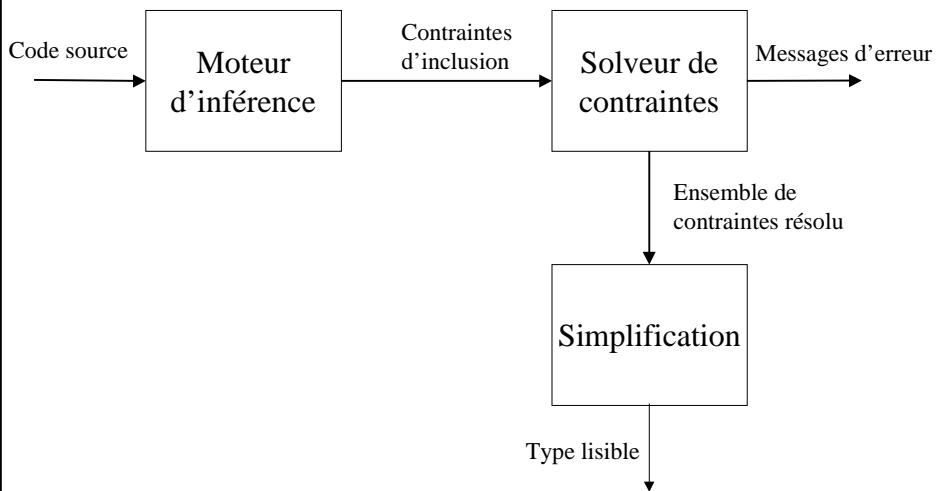 Code source
Moteur
d’inférence
Contraintes
d’inclusion
Solveur de
contraintes
Messages d’erreur
Ensemble de
contraintes résolu
Simplification
Type lisible